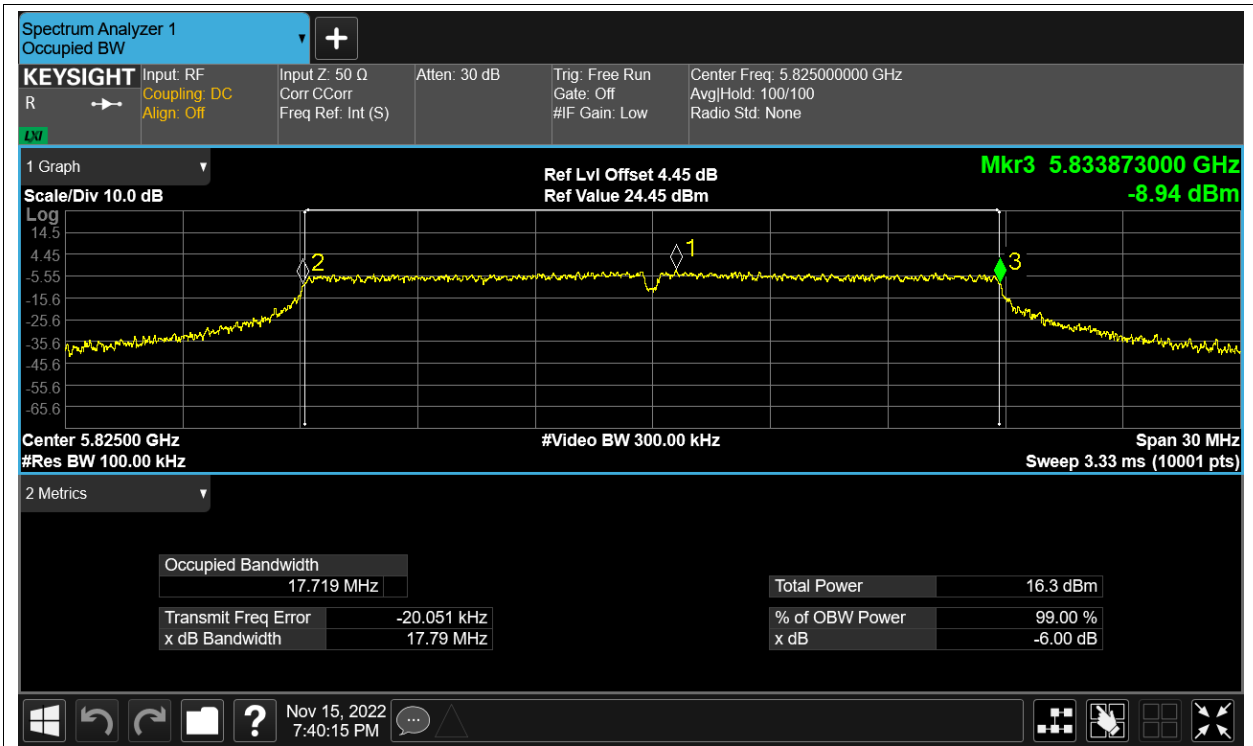 Spectrum Analyzer 1
Occupied BW
KEYSIGHT Input: RF Input Z: 50 Ω Atten: 30 dB Trig: Free Run Center Freq: 5.825000000 GHz
R Coupling: DC Corr CCorr Gate: Off Avg|Hold: 100/100
Align: Off Freq Ref: Int (S) #IF Gain: Low Radio Std: None
LXI
1 Graph Ref Lvl Offset 4.45 dB Mkr3 5.833873000 GHz
Scale/Div 10.0 dB Ref Value 24.45 dBm -8.94 dBm
Log
14.5
4.45 1
-5.55 2 3
-15.6
-25.6
-35.6
-45.6
-55.6
-65.6
Center 5.82500 GHz #Video BW 300.00 kHz Span 30 MHz
#Res BW 100.00 kHz Sweep 3.33 ms (10001 pts)
2 Metrics
Occupied Bandwidth
17.719 MHz Total Power 16.3 dBm
Transmit Freq Error -20.051 kHz % of OBW Power 99.00 %
x dB Bandwidth 17.79 MHz x dB -6.00 dB
? Nov 15, 2022
7:40:15 PM